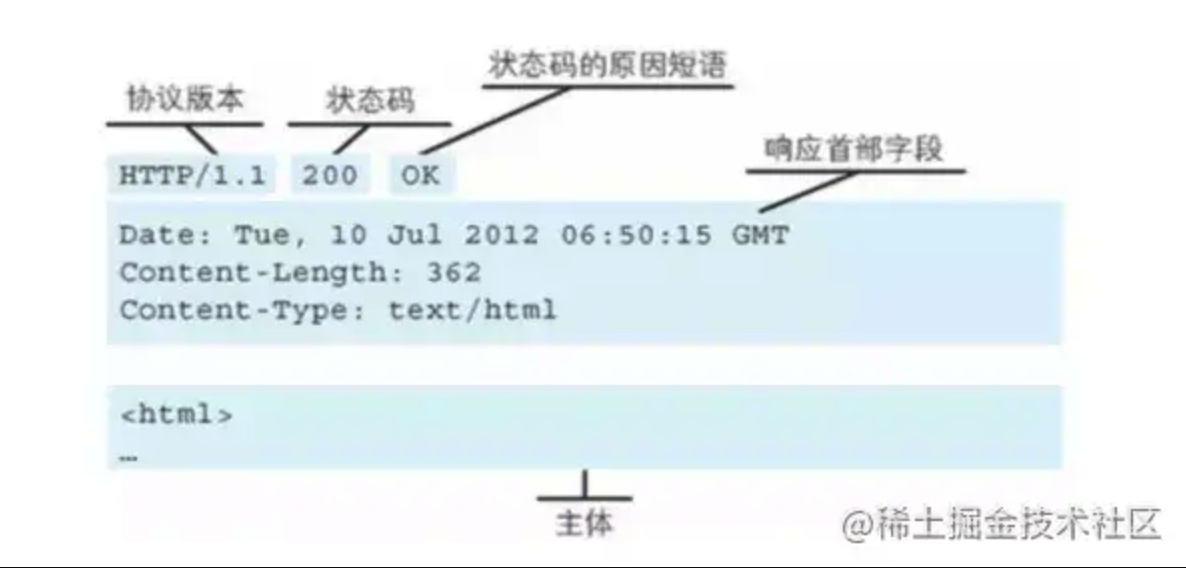 状态码的原因短语
协议版本 状态码
响应首部字段
HTTP/1.1 200 OK
Date: Tue, 10 Jul 2012 06:50:15 GMT
Content-Length: 362
Content-Type: text/html
<html>
…
主体
@稀土掘金技术社区